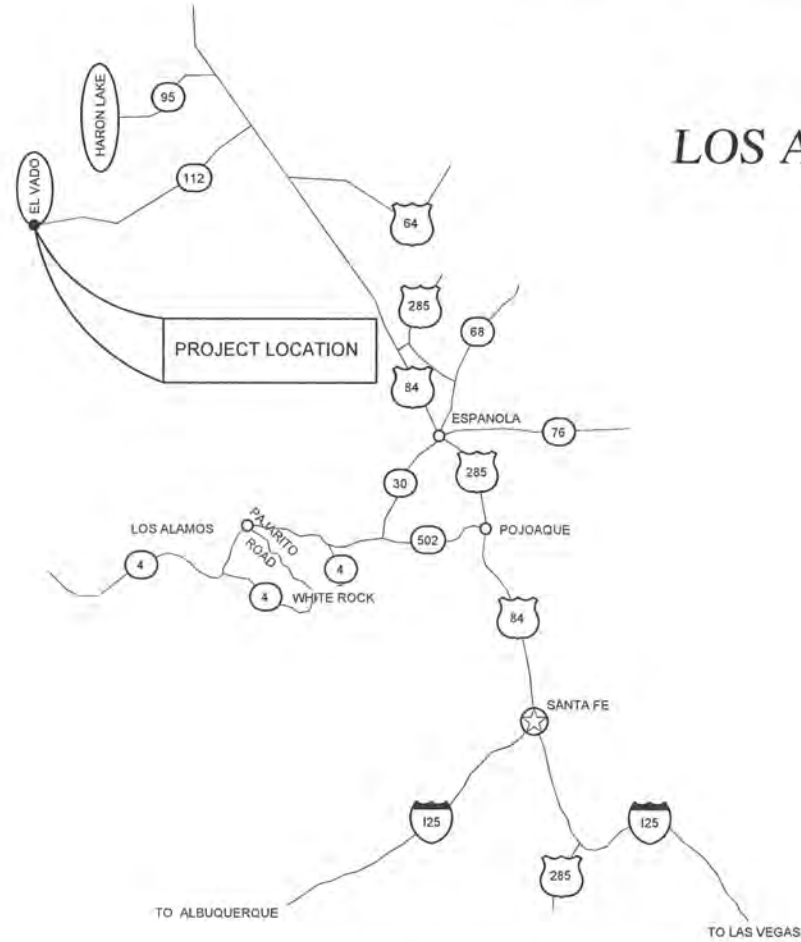 LOS A
HARON LAKE
95
EL VADO
112
64
285
68
PROJECT LOCATION
84
ESPANOLA
76
30
285
LOS ALAMOS
PAJARITO
ROAD
502
POJOAQUE
4
4
4
WHITE ROCK
84
SANTA FE
I25
I25
285
TO ALBUQUERQUE
TO LAS VEGAS